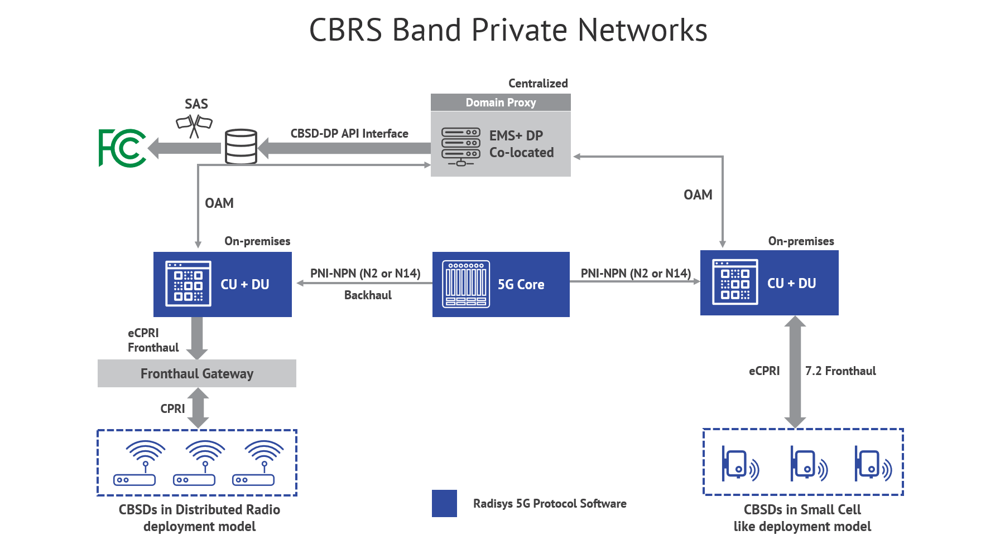 CBRS Band Private Networks
Centralized
Domain Proxy
SAS
FCC
CBSD-DP API Interface
EMS+ DP
Co-located
OAM
OAM
On-premises
On-premises
CU + DU
PNI-NPN (N2 or N14)
Backhaul
5G Core
PNI-NPN (N2 or N14)
CU + DU
eCPRI
Fronthaul
Fronthaul Gateway
eCPRI
7.2 Fronthaul
CPRI
Radisys 5G Protocol Software
CBSDs in Distributed Radio
deployment model
CBSDs in Small Cell
like deployment model